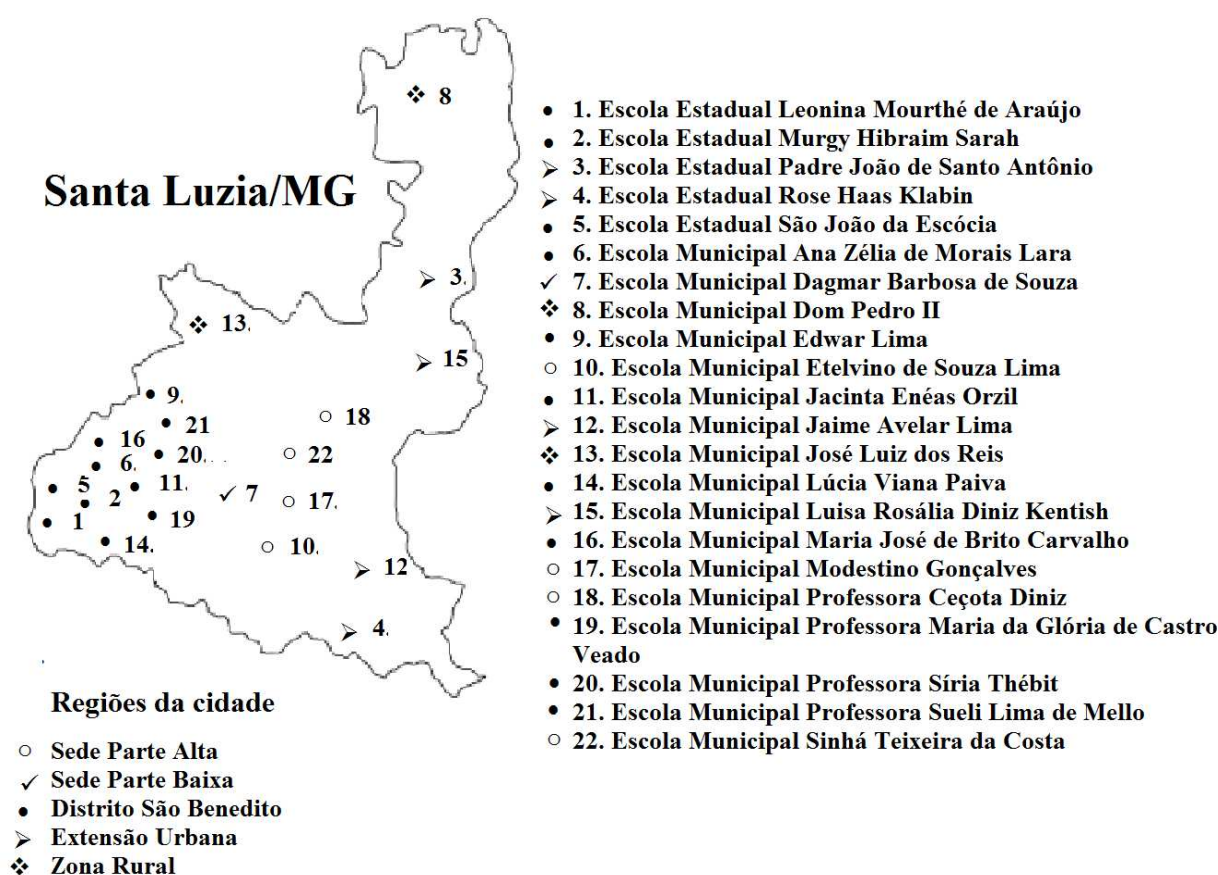 8
Santa Luzia/MG
3.
13.
15
9.
18
21
16
20.
22
6.
5
11.
7
2
17.
1
19
14.
10.
12
4.
Regiões da cidade
○ Sede Parte Alta
✓ Sede Parte Baixa
● Distrito São Benedito
➢ Extensão Urbana
❖ Zona Rural
● 1. Escola Estadual Leonina Mourthé de Araújo
● 2. Escola Estadual Murgy Hibraim Sarah
➢ 3. Escola Estadual Padre João de Santo Antônio
➢ 4. Escola Estadual Rose Haas Klabin
● 5. Escola Estadual São João da Escócia
● 6. Escola Municipal Ana Zélia de Morais Lara
✓ 7. Escola Municipal Dagmar Barbosa de Souza
❖ 8. Escola Municipal Dom Pedro II
● 9. Escola Municipal Edwar Lima
○ 10. Escola Municipal Etelvino de Souza Lima
● 11. Escola Municipal Jacinta Enéas Orzil
➢ 12. Escola Municipal Jaime Avelar Lima
❖ 13. Escola Municipal José Luiz dos Reis
● 14. Escola Municipal Lúcia Viana Paiva
➢ 15. Escola Municipal Luisa Rosália Diniz Kentish
● 16. Escola Municipal Maria José de Brito Carvalho
○ 17. Escola Municipal Modestino Gonçalves
○ 18. Escola Municipal Professora Ceçota Diniz
● 19. Escola Municipal Professora Maria da Glória de Castro
Veado
● 20. Escola Municipal Professora Síria Thébit
● 21. Escola Municipal Professora Sueli Lima de Mello
○ 22. Escola Municipal Sinhá Teixeira da Costa